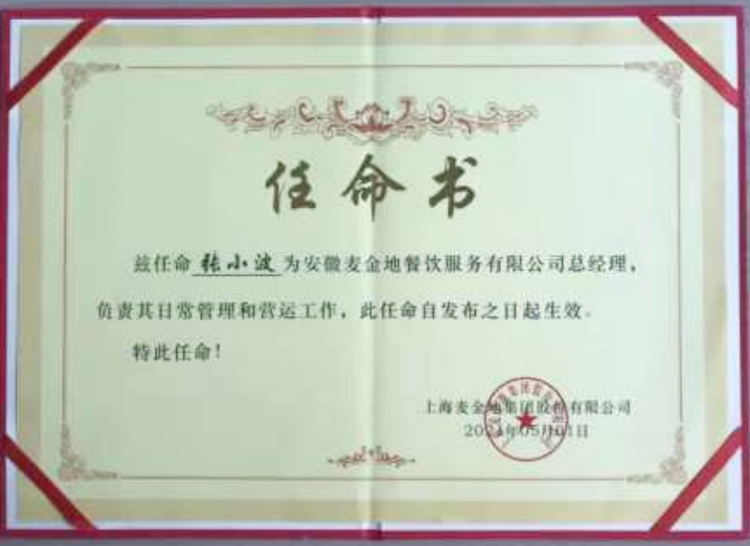 任命书
兹任命 张小波 为安徽麦金地餐饮服务有限公司总经理，
负责其日常管理和营运工作，此任命自发布之日起生效。
特此任命！
上海麦金地集团股份有限公司
2021年05月01日